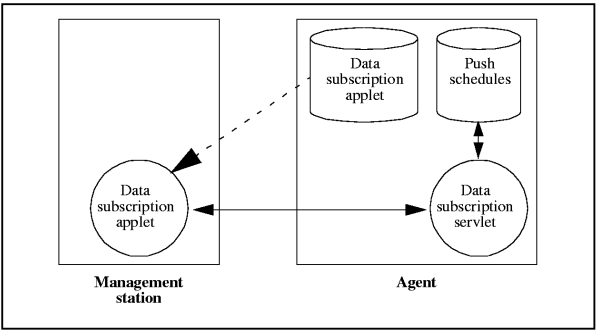 Data
subscription
applet
Push
schedules
Data
subscription
applet
Data
subscription
servlet
Management
station
Agent